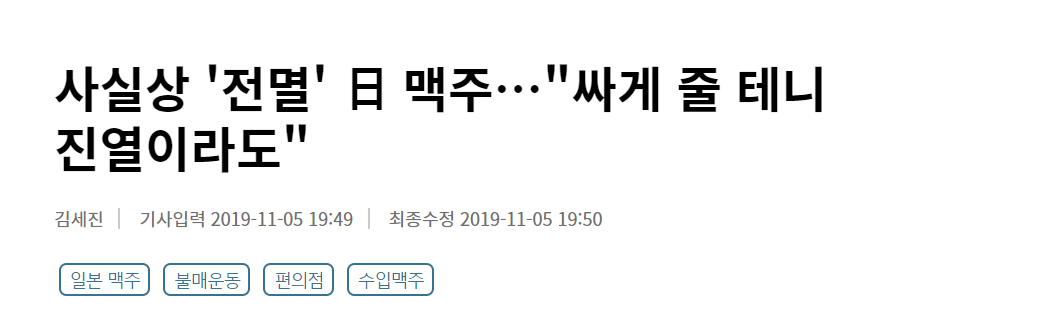 사실상 '전멸' 日 맥주…"싸게 줄 테니
진열이라도"
김세진 | 기사입력 2019-11-05 19:49 | 최종수정 2019-11-05 19:50
일본 맥주 불매운동 편의점 수입맥주